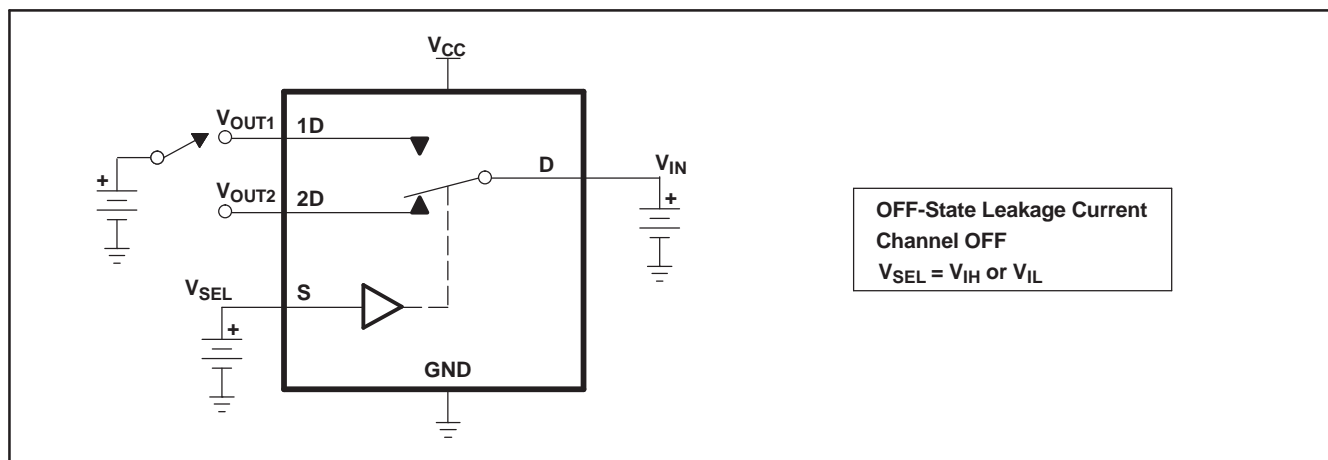 VCC
VOUT1
1D
+
D
VIN
+
VOUT2
2D
OFF-State Leakage Current
Channel OFF
VSEL = VIH or VIL
VSEL
S
+
GND